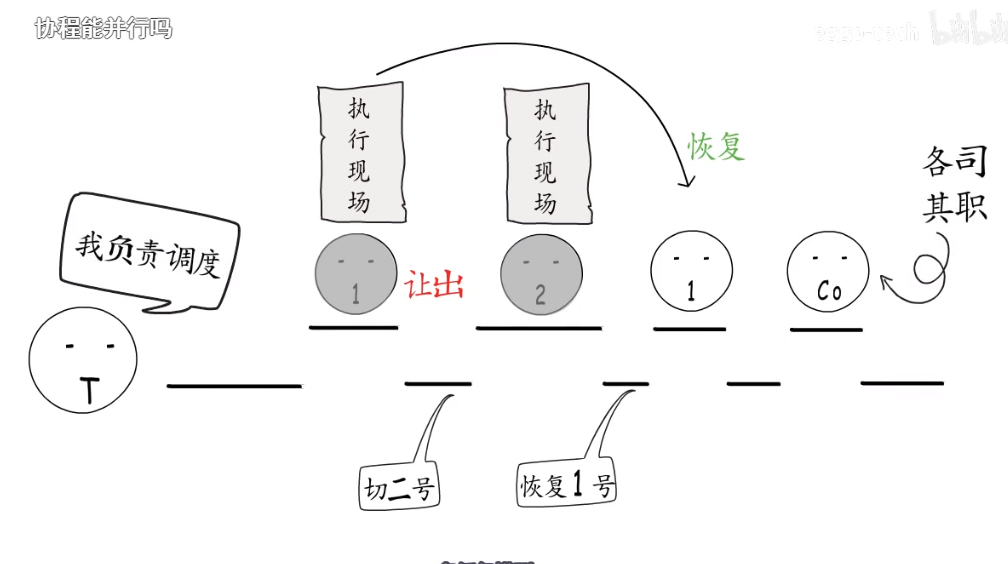 协程能并行吗
bilibili
执行现场
执行现场
恢复
各司
其职
我负责调度
1
让出
2
1
Co
T
切二号
恢复1号